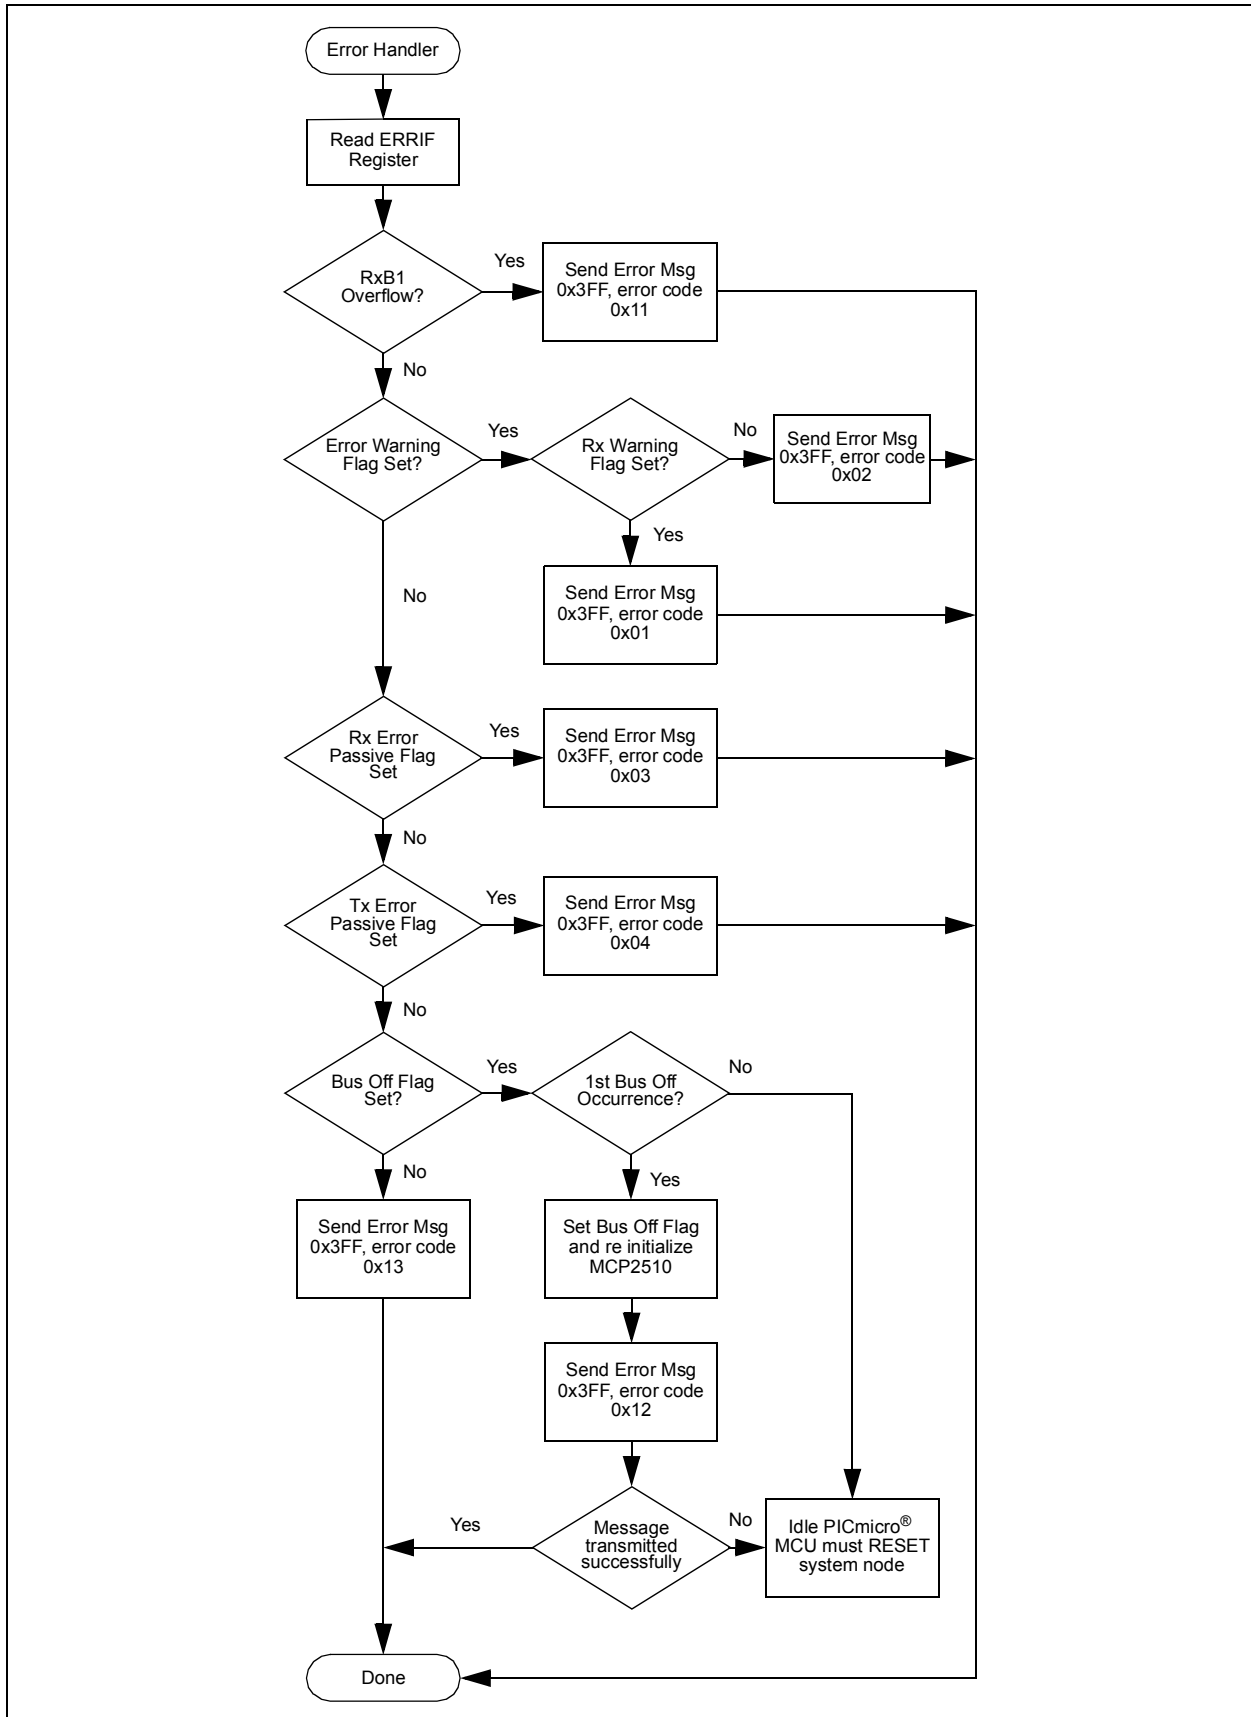 Error Handler
Read ERRIF
Register
RxB1
Overflow?
Yes
Send Error Msg
0x3FF, error code
0x11
No
Error Warning
Flag Set?
Yes
Rx Warning
Flag Set?
No
Send Error Msg
0x3FF, error code
0x02
Yes
No
Send Error Msg
0x3FF, error code
0x01
Rx Error
Passive Flag
Set
Yes
Send Error Msg
0x3FF, error code
0x03
No
Tx Error
Passive Flag
Set
Yes
Send Error Msg
0x3FF, error code
0x04
No
Bus Off Flag
Set?
Yes
1st Bus Off
Occurrence?
No
No
Yes
Send Error Msg
0x3FF, error code
0x13
Set Bus Off Flag
and re initialize
MCP2510
Send Error Msg
0x3FF, error code
0x12
Yes
Message
transmitted
successfully
No
Idle PICmicro®
MCU must RESET
system node
Done